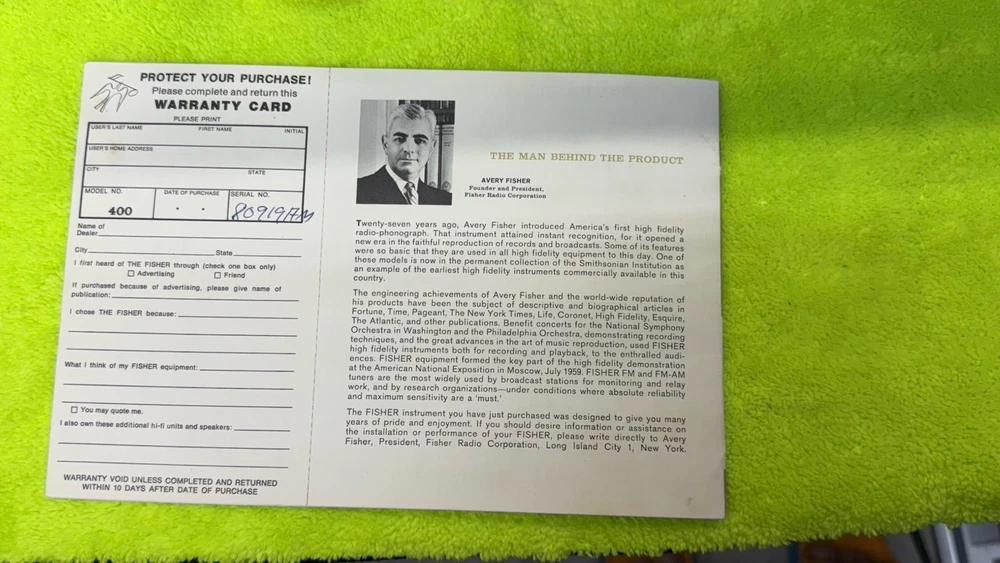 PROTECT YOUR PURCHASE!
Please complete and return this
WARRANTY CARD
PLEASE PRINT
USER'S LAST NAME FIRST NAME INITIAL
USER'S HOME ADDRESS
CITY STATE
MODEL NO. DATE OF PURCHASE SERIAL NO.
400
Name of
Dealer
City State
I first heard of THE FISHER through (check one box only)
Advertising Friend
If purchased because of advertising, please give name of
publication:
I chose THE FISHER because:
What I think of my FISHER equipment:
You may quote me.
I also own these additional hi-fi units and speakers:
WARRANTY VOID UNLESS COMPLETED AND RETURNED
WITHIN 10 DAYS AFTER DATE OF PURCHASE
THE MAN BEHIND THE PRODUCT
AVERY FISHER
Founder and President,
Fisher Radio Corporation
Twenty-seven years ago, Avery Fisher introduced America's first high fidelity
radio-phonograph. That instrument attained instant recognition, for it opened a
new era in the faithful reproduction of records and broadcasts. Some of its features
were so basic that they are used in all high fidelity equipment to this day. One of
these models is now in the permanent collection of the Smithsonian Institution as
an example of the earliest high fidelity instruments commercially available in this
country.
The engineering achievements of Avery Fisher and the world-wide reputation of
his products have been the subject of descriptive and biographical articles in
Fortune, Time, Pageant, The New York Times, Life, Coronet, High Fidelity, Esquire,
The Atlantic, and other publications. Benefit concerts for the National Symphony
Orchestra in Washington and the Philadelphia Orchestra, demonstrating recording
techniques, and the great advances in the art of music reproduction, used FISHER
high fidelity instruments both for recording and playback, to the enthralled audi-
ences. FISHER equipment formed the key part of the high fidelity demonstration
at the American National Exposition in Moscow, July 1959. FISHER FM and FM-AM
tuners are the most widely used by broadcast stations for monitoring and relay
work, and by research organizations—under conditions where absolute reliability
and maximum sensitivity are a 'must.'
The FISHER instrument you have just purchased was designed to give you many
years of pride and enjoyment. If you should desire information or assistance on
the installation or performance of your FISHER, please write directly to Avery
Fisher, President, Fisher Radio Corporation, Long Island City 1, New York.